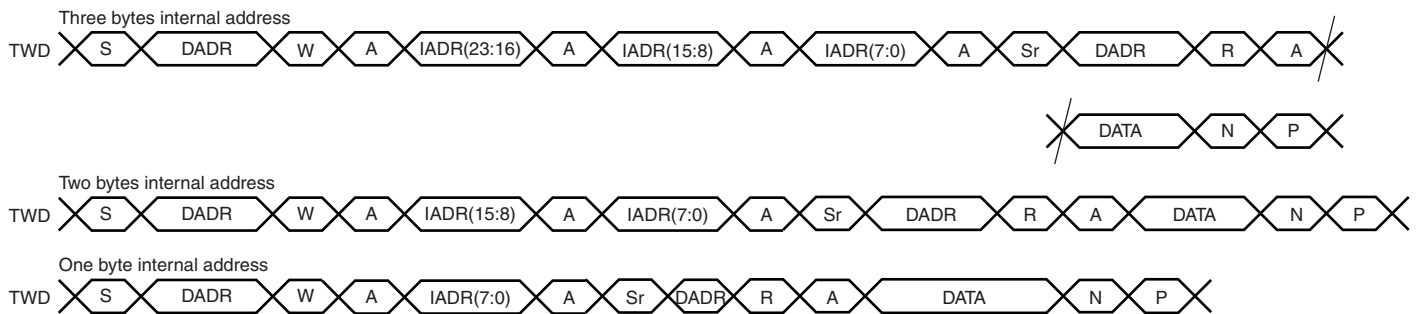 Three bytes internal address
TWD S DADR W A IADR(23:16) A IADR(15:8) A IADR(7:0) A Sr DADR R A
DATA N P
Two bytes internal address
TWD S DADR W A IADR(15:8) A IADR(7:0) A Sr DADR R A DATA N P
One byte internal address
TWD S DADR W A IADR(7:0) A Sr DADR R A DATA N P